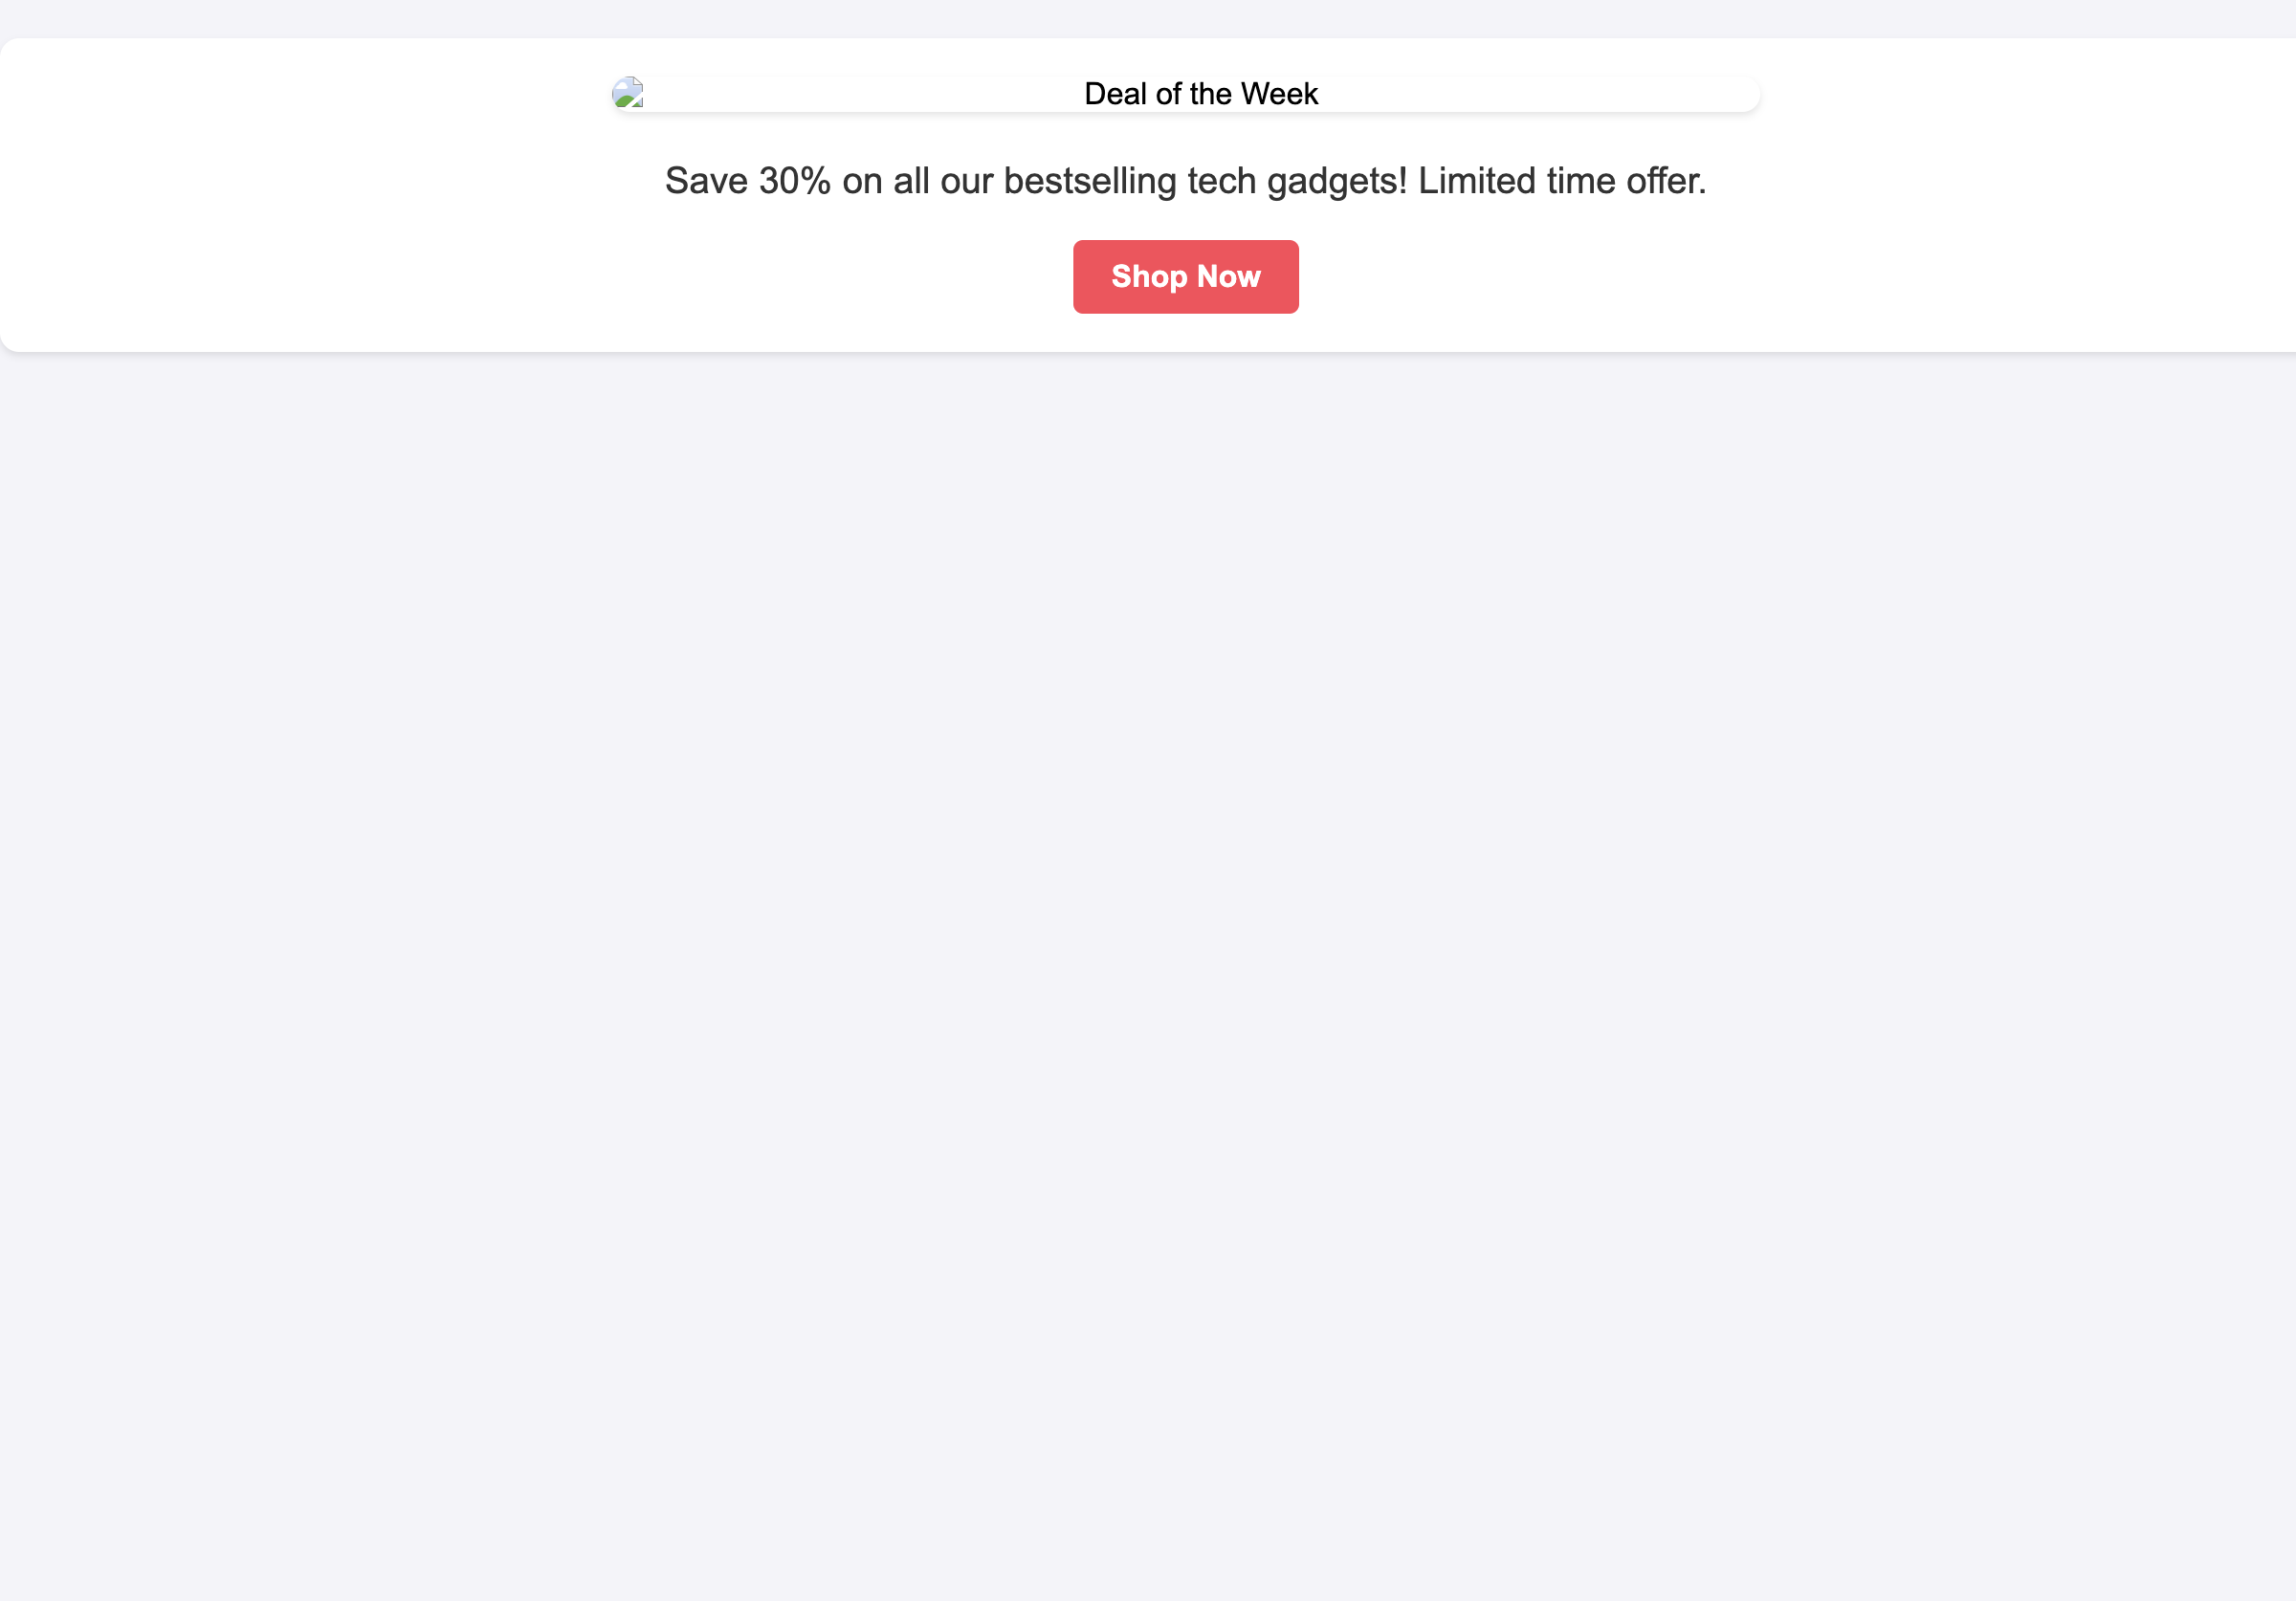 Deal of the Week
Save 30% on all our bestselling tech gadgets! Limited time offer.
Shop Now